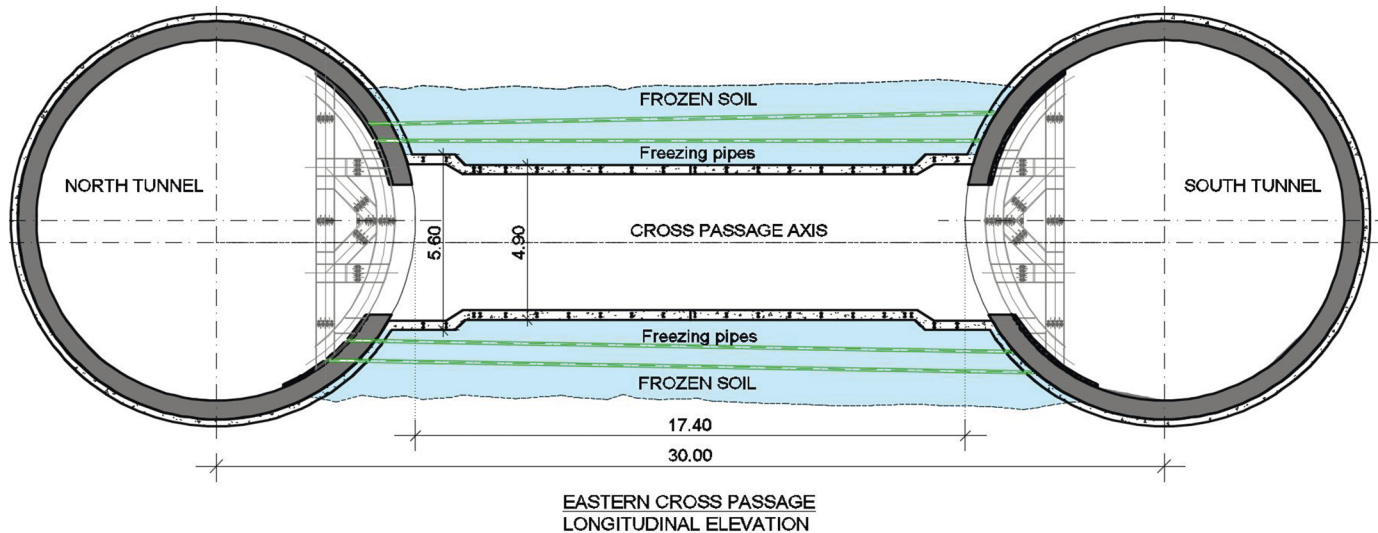 FROZEN SOIL
Freezing pipes
NORTH TUNNEL
SOUTH TUNNEL
5.60
4.90
CROSS PASSAGE AXIS
Freezing pipes
FROZEN SOIL
17.40
30.00
EASTERN CROSS PASSAGE
LONGITUDINAL ELEVATION